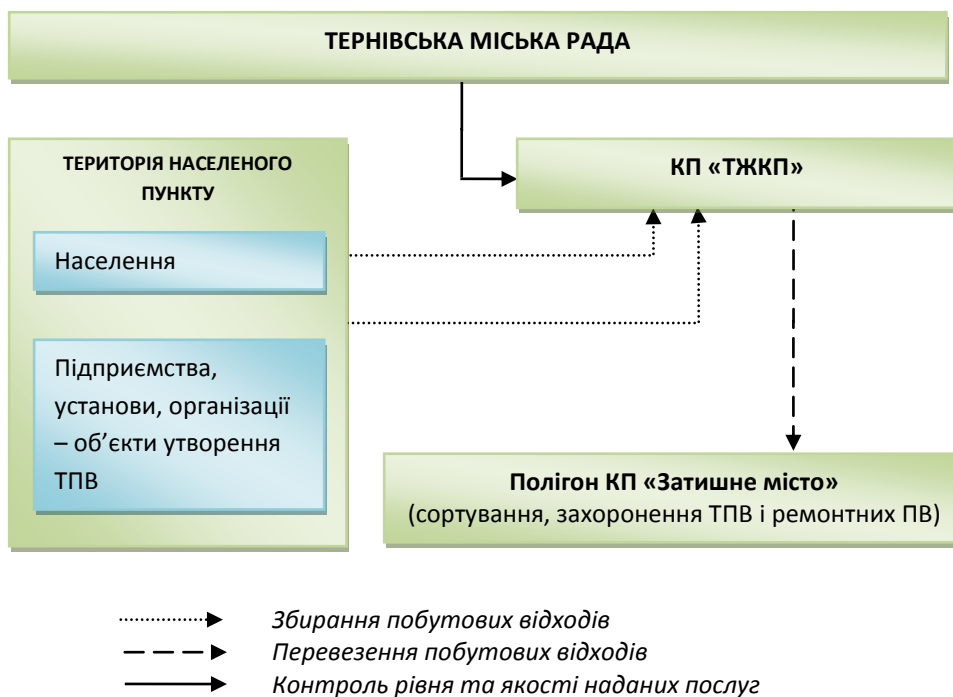 ТЕРНІВСЬКА МІСЬКА РАДА
ТЕРИТОРІЯ НАСЕЛЕНОГО
ПУНКТУ
Населення
Підприємства,
установи, організації
– об’єкти утворення
ТПВ
КП «ТЖКП»
Полігон КП «Затишне місто»
(сортування, захоронення ТПВ і ремонтних ПВ)
Збирання побутових відходів
Перевезення побутових відходів
Контроль рівня та якості наданих послуг